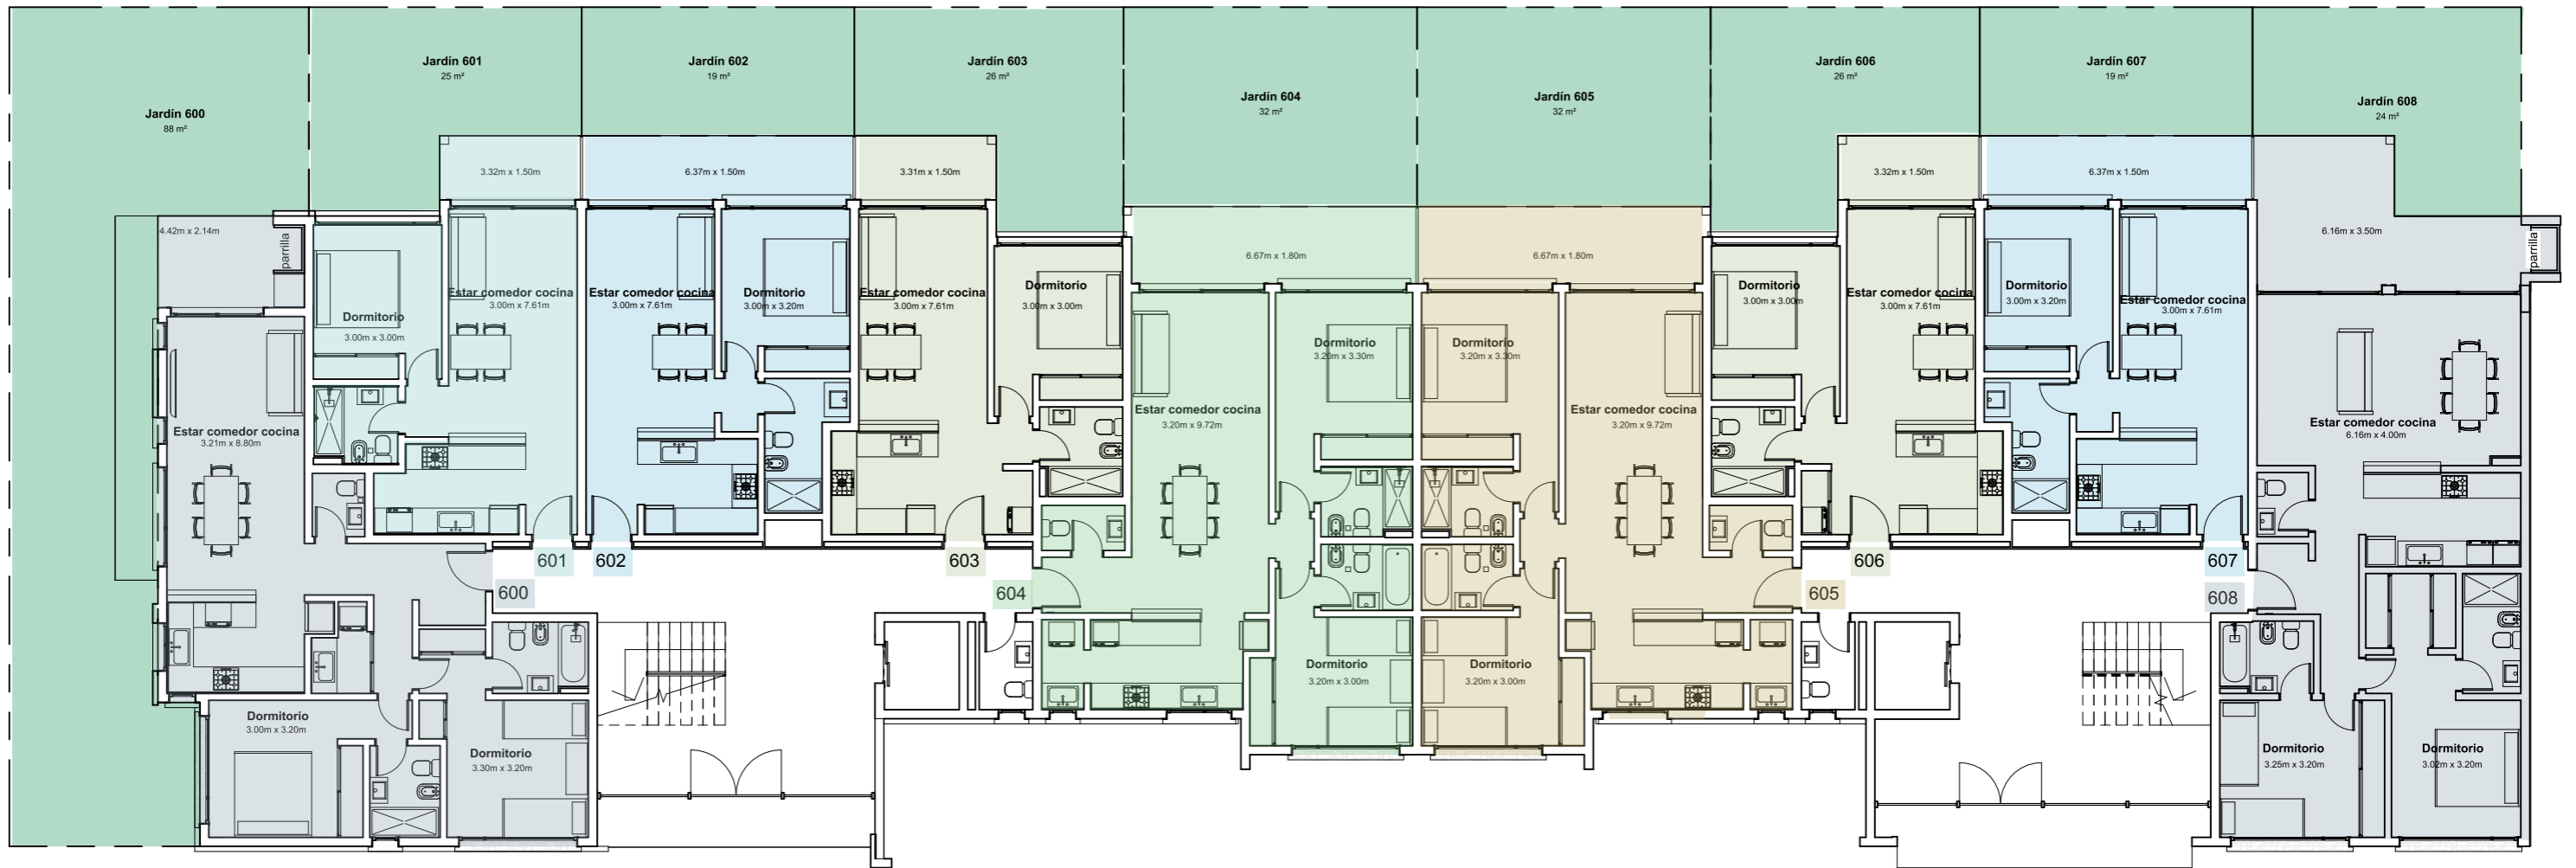 Jardín 600
88 m²
Jardín 601
25 m²
Jardín 602
19 m²
Jardín 603
26 m²
Jardín 604
32 m²
Jardín 605
32 m²
Jardín 606
26 m²
Jardín 607
19 m²
Jardín 608
24 m²
3.32m x 1.50m
6.37m x 1.50m
3.31m x 1.50m
6.67m x 1.80m
6.67m x 1.80m
3.32m x 1.50m
6.37m x 1.50m
6.16m x 3.50m
parrilla
4.42m x 2.14m
parrilla
Dormitorio
3.00m x 3.00m
Estar comedor cocina
3.00m x 7.61m
Estar comedor cocina
3.00m x 7.61m
Dormitorio
3.00m x 3.20m
Estar comedor cocina
3.00m x 7.61m
Dormitorio
3.00m x 3.00m
Estar comedor cocina
3.20m x 9.72m
Dormitorio
3.20m x 3.30m
Dormitorio
3.20m x 3.30m
Estar comedor cocina
3.20m x 9.72m
Dormitorio
3.00m x 3.00m
Estar comedor cocina
3.00m x 7.61m
Dormitorio
3.00m x 3.20m
Estar comedor cocina
3.00m x 7.61m
Estar comedor cocina
6.16m x 4.00m
Estar comedor cocina
3.21m x 8.80m
601
602
603
606
607
600
604
605
608
Dormitorio
3.00m x 3.20m
Dormitorio
3.30m x 3.20m
Dormitorio
3.20m x 3.00m
Dormitorio
3.20m x 3.00m
Dormitorio
3.25m x 3.20m
Dormitorio
3.02m x 3.20m